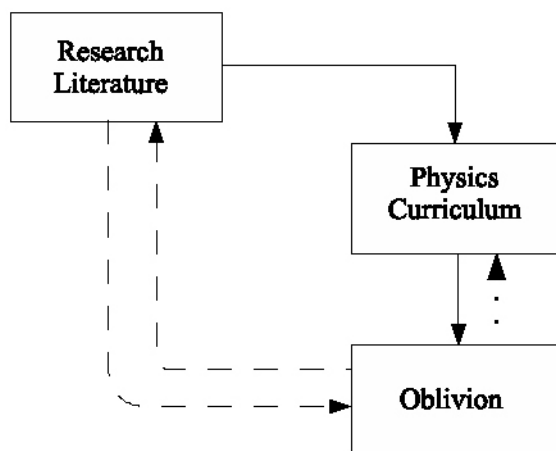 Research
Literature
Physics
Curriculum
Oblivion